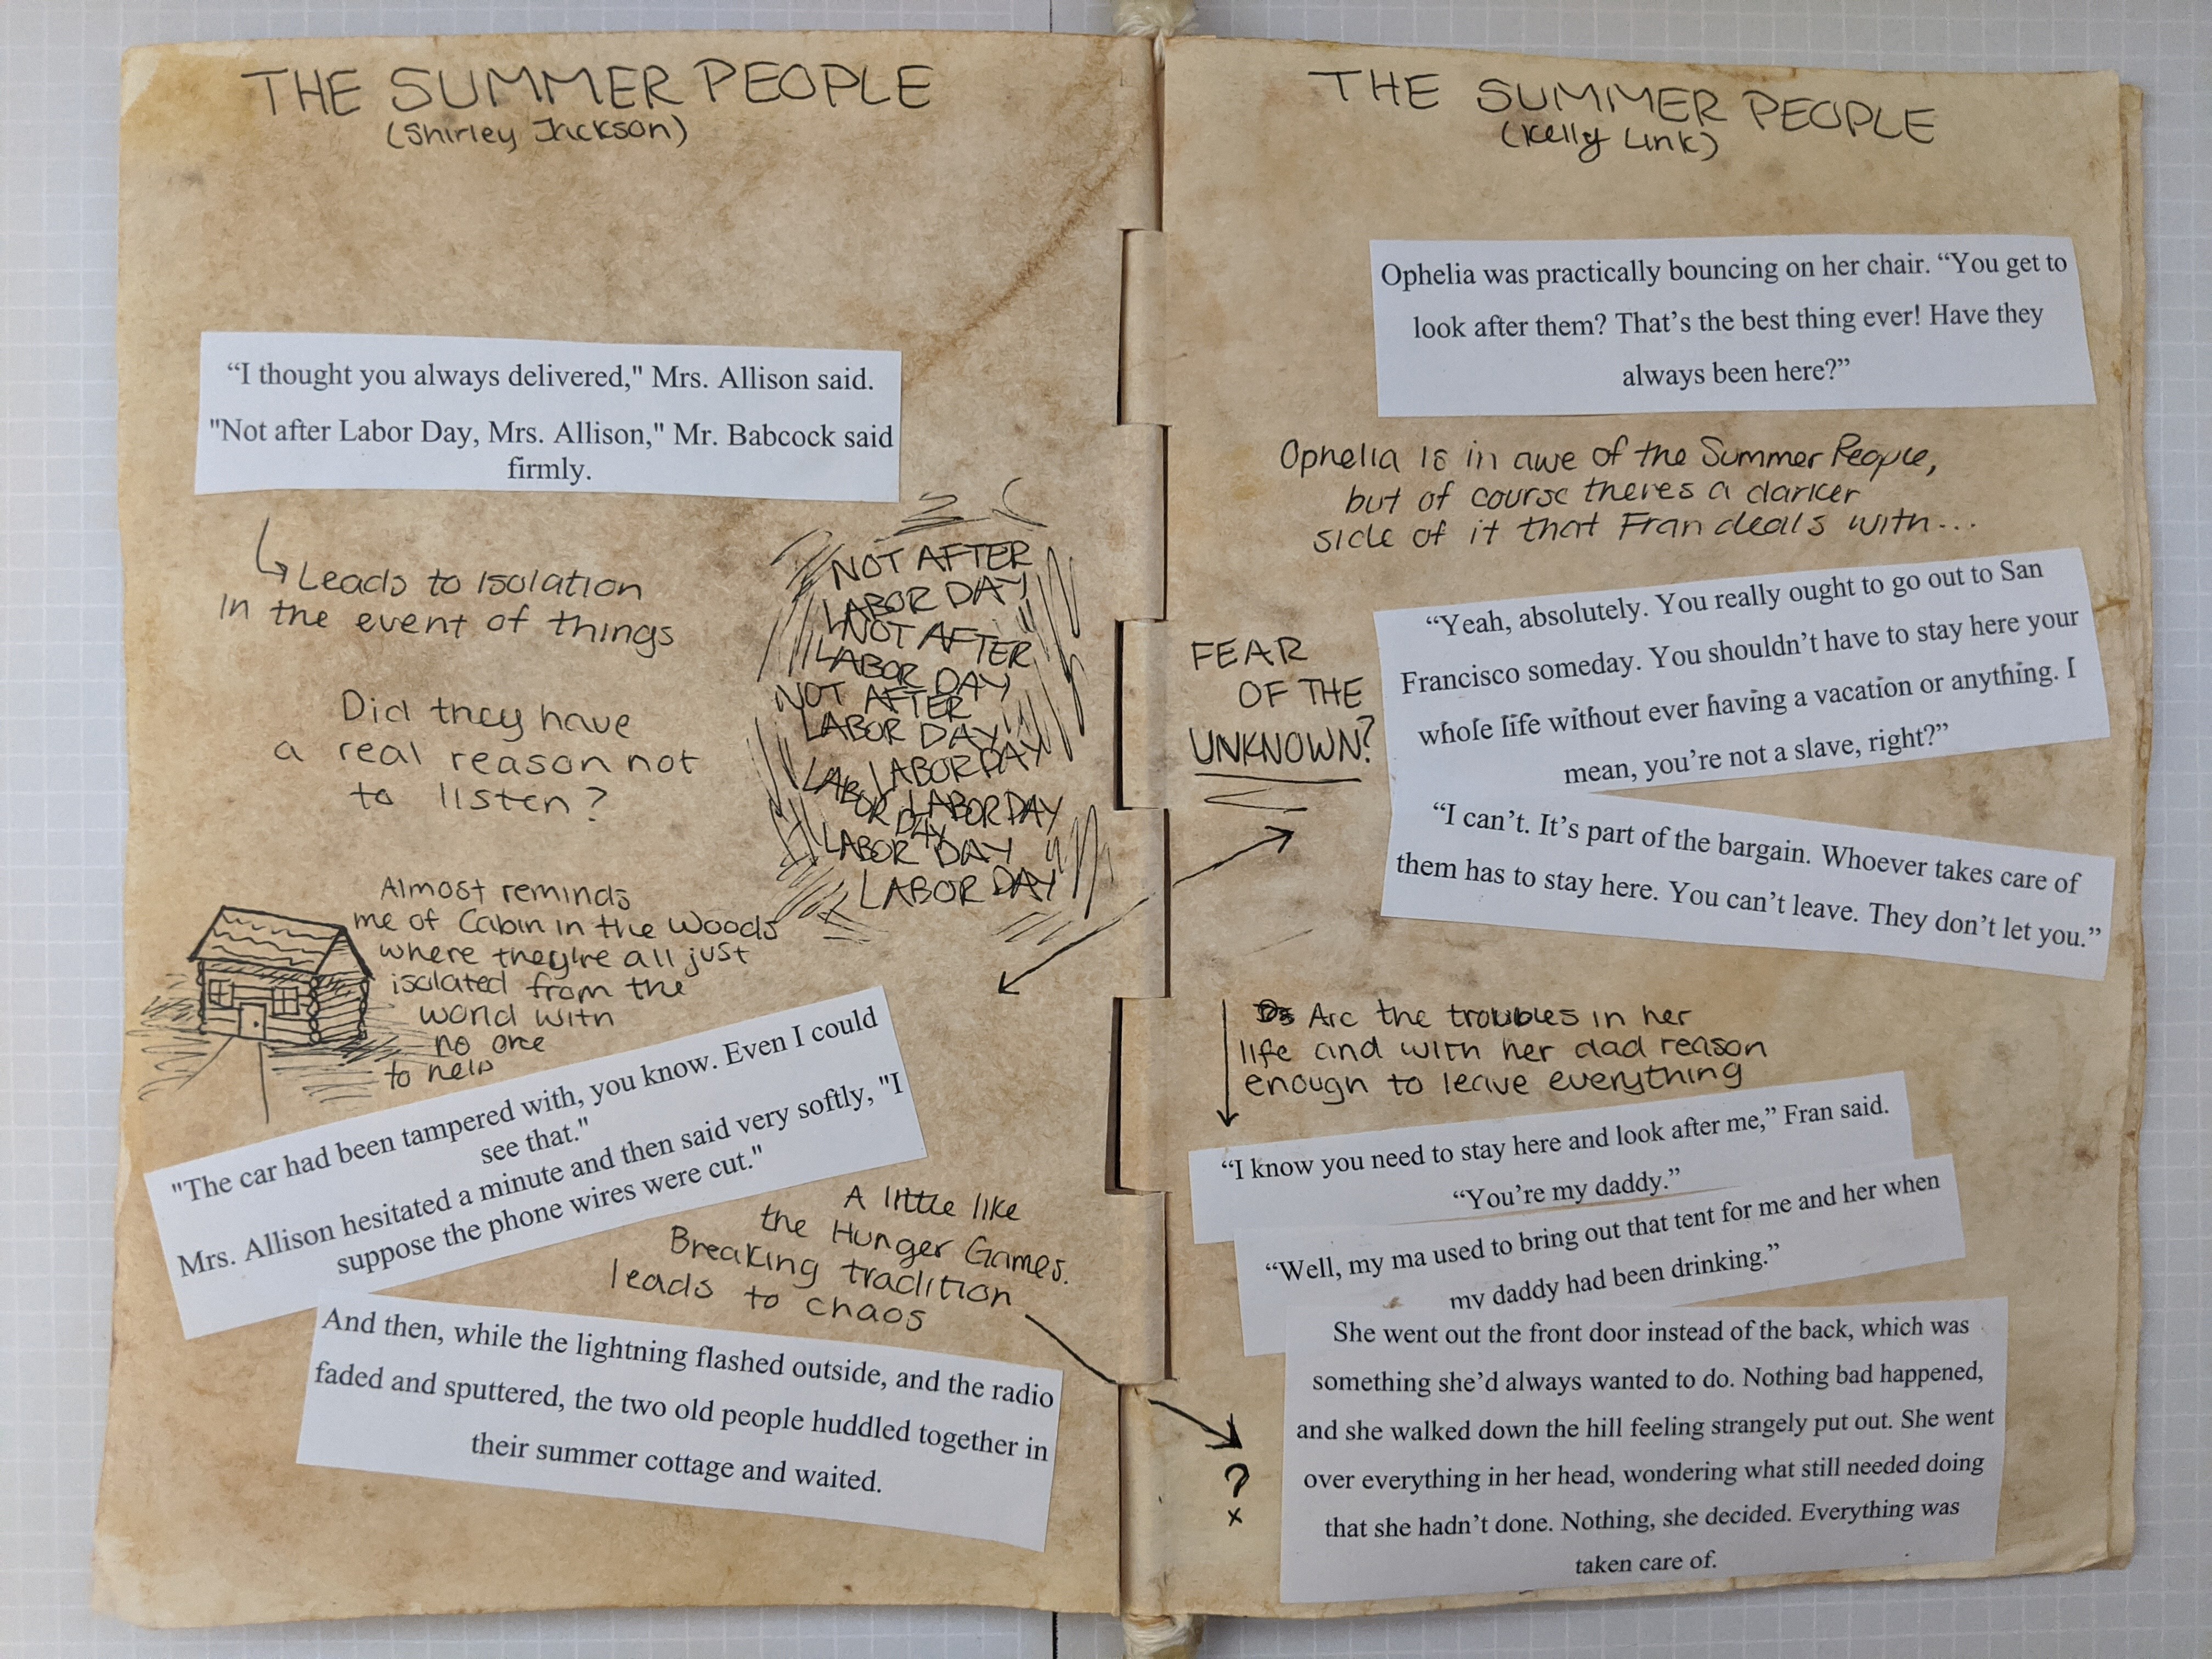 THE SUMMER PEOPLE
(Shirley Jackson)
“I thought you always delivered," Mrs. Allison said.
"Not after Labor Day, Mrs. Allison," Mr. Babcock said
firmly.
Leads to Isolation
In the event of things
Did they have
a real reason not
to listen?
NOT AFTER
LABOR DAY
NOT AFTER
LABOR DAY
NOT AFTER
LABOR DAY
LABOR DAY
LABOR DAY
LABOR DAY
LABOR DAY
LABOR DAY
Almost reminds
me of Cabin in the Woods
where they're all just
isolated from the
world with
no one
to help
"The car had been tampered with, you know. Even I could
see that."
Mrs. Allison hesitated a minute and then said very softly, "I
suppose the phone wires were cut."
A little like
the Hunger Games.
Breaking tradition
leads to chaos
And then, while the lightning flashed outside, and the radio
faded and sputtered, the two old people huddled together in
their summer cottage and waited.
THE SUMMER PEOPLE
(Kelly Link)
Ophelia was practically bouncing on her chair. “You get to
look after them? That’s the best thing ever! Have they
always been here?”
Ophelia is in awe of the Summer People,
but of course theres a darker
side of it that Fran deals with...
FEAR
OF THE
UNKNOWN?
“Yeah, absolutely. You really ought to go out to San
Francisco someday. You shouldn’t have to stay here your
whole life without ever having a vacation or anything. I
mean, you’re not a slave, right?”
“I can’t. It’s part of the bargain. Whoever takes care of
them has to stay here. You can’t leave. They don’t let you.”
Are the troubles in her
life and with her dad reason
enough to leave everything
“I know you need to stay here and look after me,” Fran said.
“You’re my daddy.”
“Well, my ma used to bring out that tent for me and her when
my daddy had been drinking.”
She went out the front door instead of the back, which was
something she’d always wanted to do. Nothing bad happened,
and she walked down the hill feeling strangely put out. She went
over everything in her head, wondering what still needed doing
that she hadn’t done. Nothing, she decided. Everything was
taken care of.
?